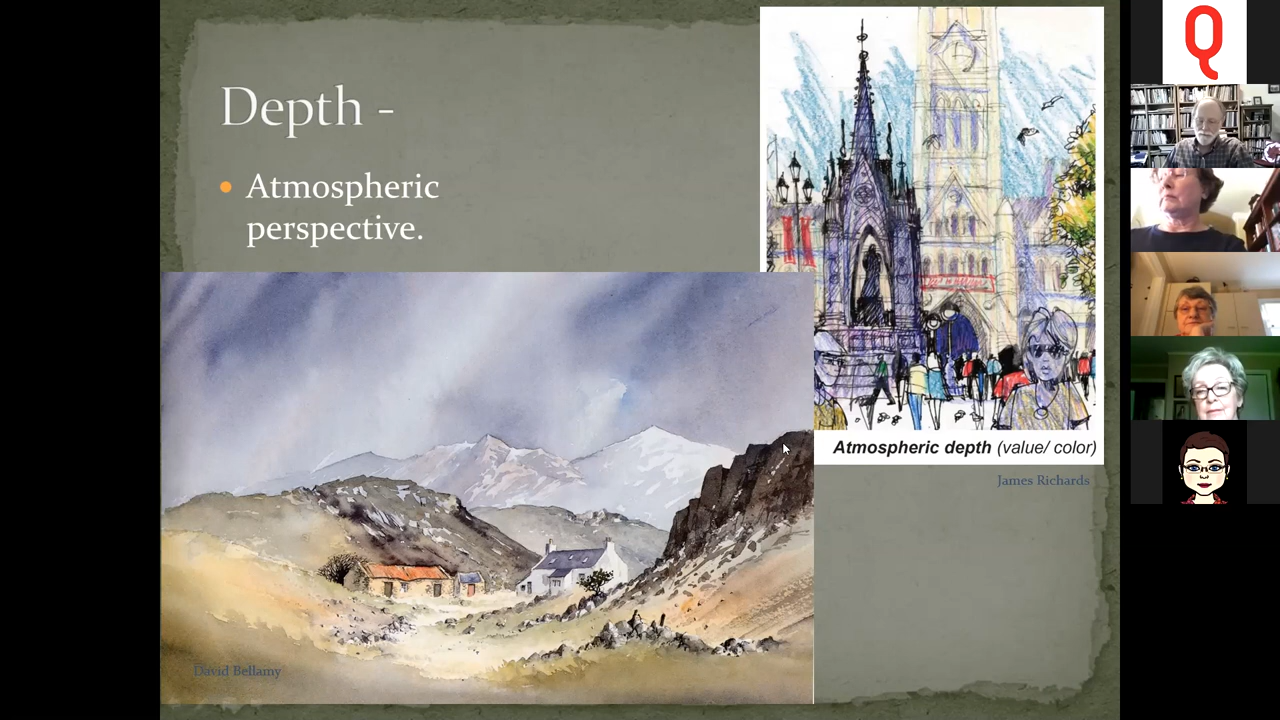 Depth -
Atmospheric
perspective.
Atmospheric depth (value/ color)
James Richards
David Bellamy
Q